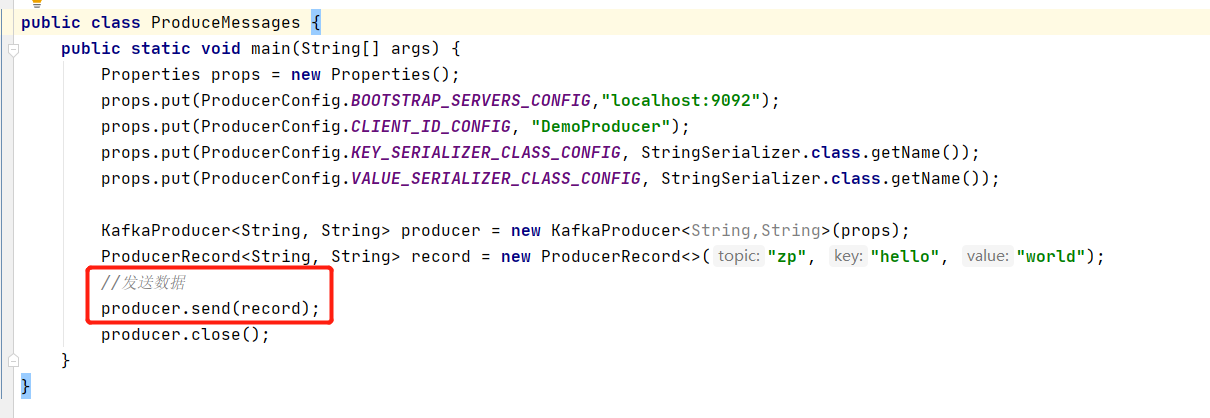 public class ProduceMessages {
    public static void main(String[] args) {
        Properties props = new Properties();
        props.put(ProducerConfig.BOOTSTRAP_SERVERS_CONFIG,"localhost:9092");
        props.put(ProducerConfig.CLIENT_ID_CONFIG, "DemoProducer");
        props.put(ProducerConfig.KEY_SERIALIZER_CLASS_CONFIG, StringSerializer.class.getName());
        props.put(ProducerConfig.VALUE_SERIALIZER_CLASS_CONFIG, StringSerializer.class.getName());
        KafkaProducer<String, String> producer = new KafkaProducer<String,String>(props);
        ProducerRecord<String, String> record = new ProducerRecord<>( topic: "zp", key: "hello", value: "world");
        //发送数据
        producer.send(record);
        producer.close();
    }
}